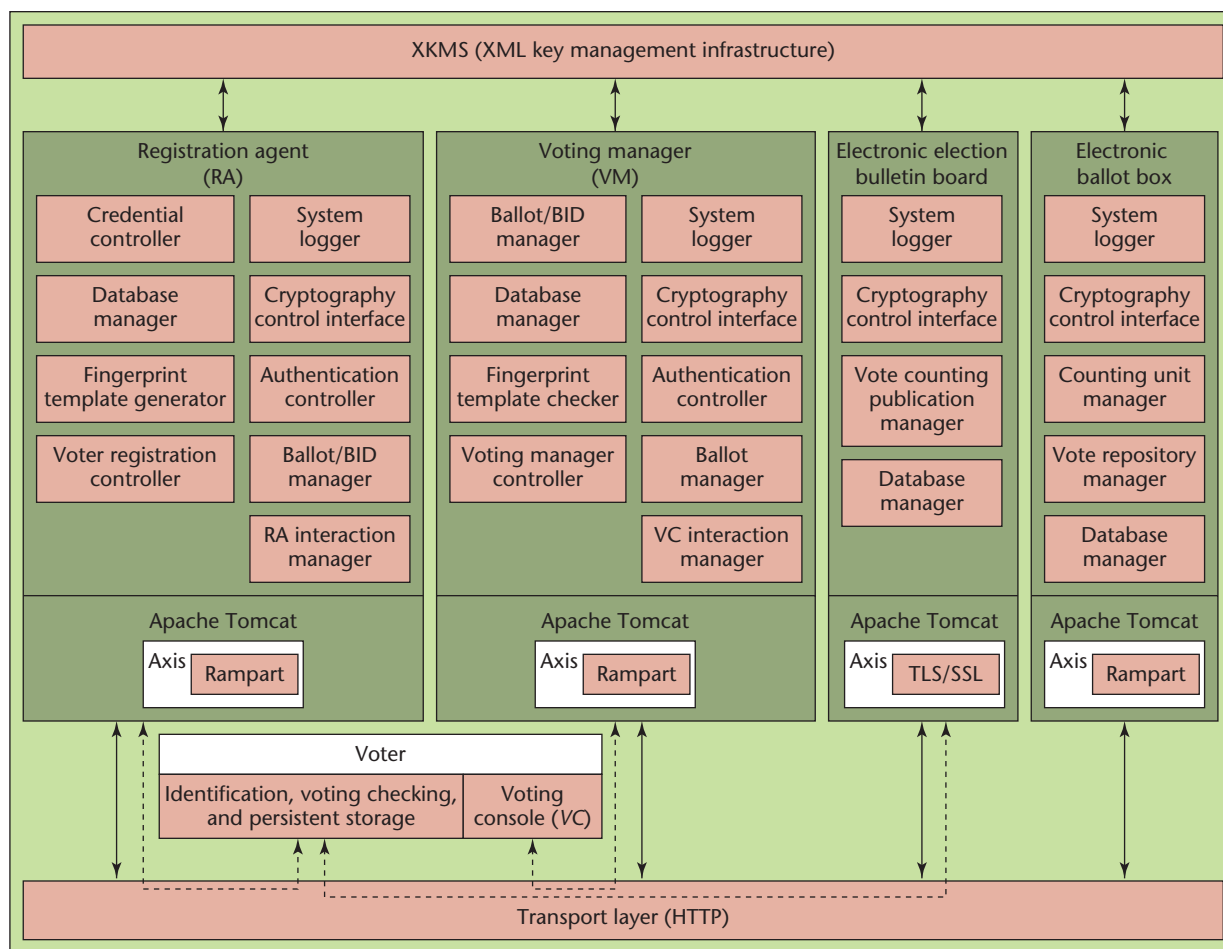 XKMS (XML key management infrastructure)
Registration agent
(RA)
Credential
controller
System
logger
Database
manager
Cryptography
control interface
Fingerprint
template generator
Authentication
controller
Voter registration
controller
Ballot/BID
manager
RA interaction
manager
Apache Tomcat
Axis
Rampart
Voting manager
(VM)
Ballot/BID
manager
System
logger
Database
manager
Cryptography
control interface
Fingerprint
template checker
Authentication
controller
Voting manager
controller
Ballot
manager
VC interaction
manager
Apache Tomcat
Axis
Rampart
Electronic election
bulletin board
System
logger
Cryptography
control interface
Vote counting
publication
manager
Database
manager
Apache Tomcat
Axis
TLS/SSL
Electronic
ballot box
System
logger
Cryptography
control interface
Counting unit
manager
Vote repository
manager
Database
manager
Apache Tomcat
Axis
Rampart
Voter
Identification, voting checking,
and persistent storage
Voting
console (VC)
Transport layer (HTTP)